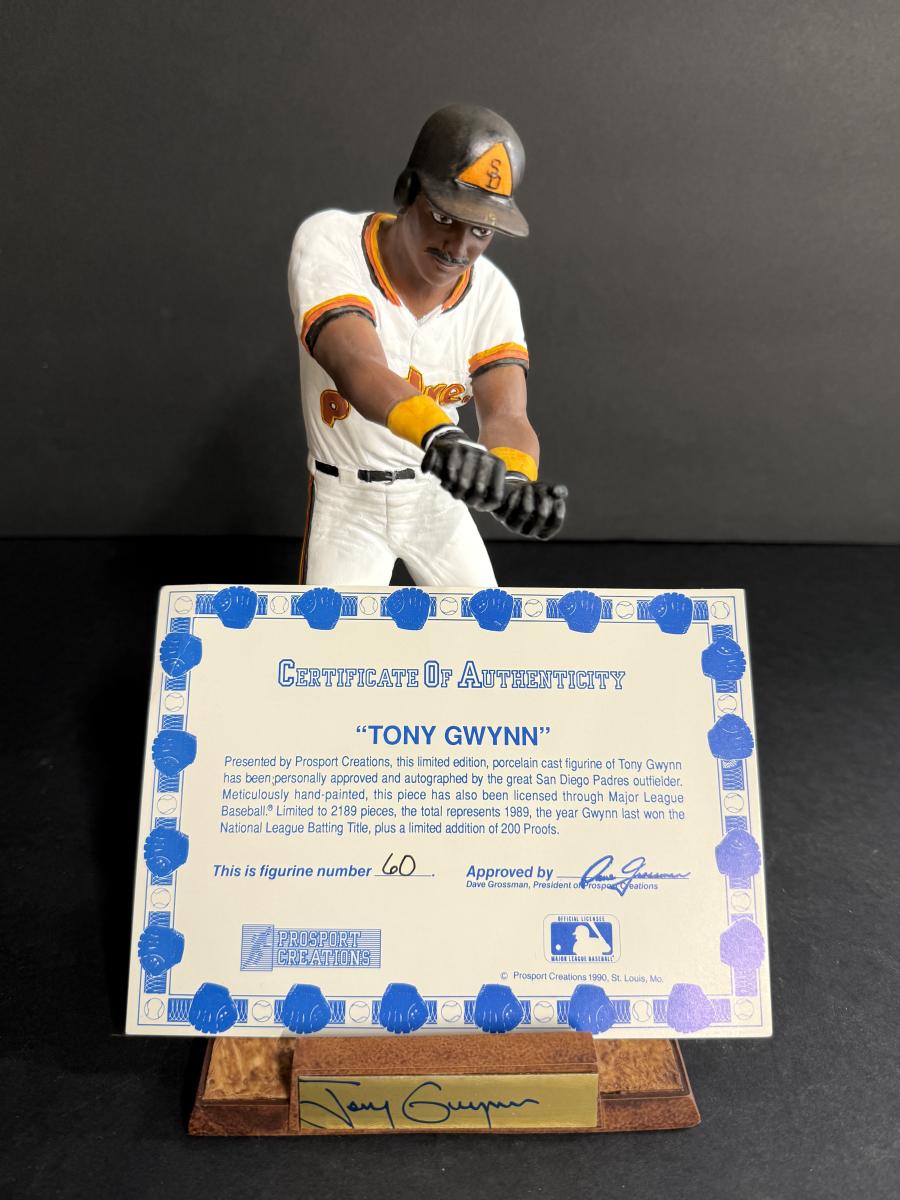 SD
Padres
CERTIFICATE OF AUTHENTICITY
“TONY GWYNN”
Presented by Prosport Creations, this limited edition, porcelain cast figurine of Tony Gwynn
has been;personally approved and autographed by the great San Diego Padres outfielder.
Meticulously hand-painted, this piece has also been licensed through Major League
Baseball.® Limited to 2189 pieces, the total represents 1989, the year Gwynn last won the
National League Batting Title, plus a limited addition of 200 Proofs.
This is figurine number 60.
Approved by Dave Grossman
Dave Grossman, President of Prosport Creations
PROSPORT
CREATIONS
OFFICIAL LICENSEE
MAJOR LEAGUE BASEBALL®
© Prosport Creations 1990, St. Louis, Mo.
Tony Gwynn